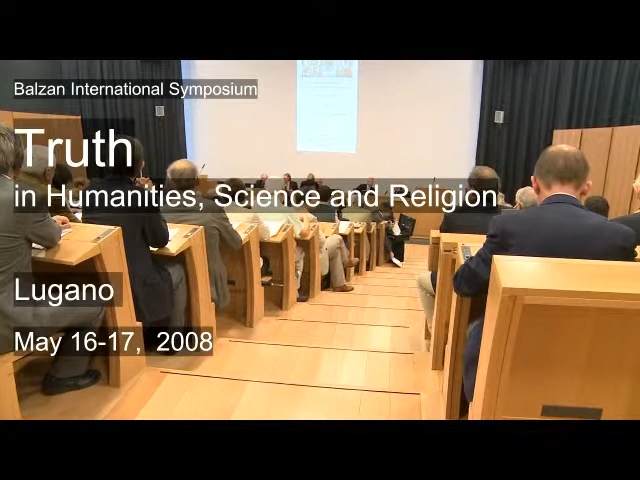 Balzan International Symposium
Truth
in Humanities, Science and Religion
Lugano
May 16-17, 2008